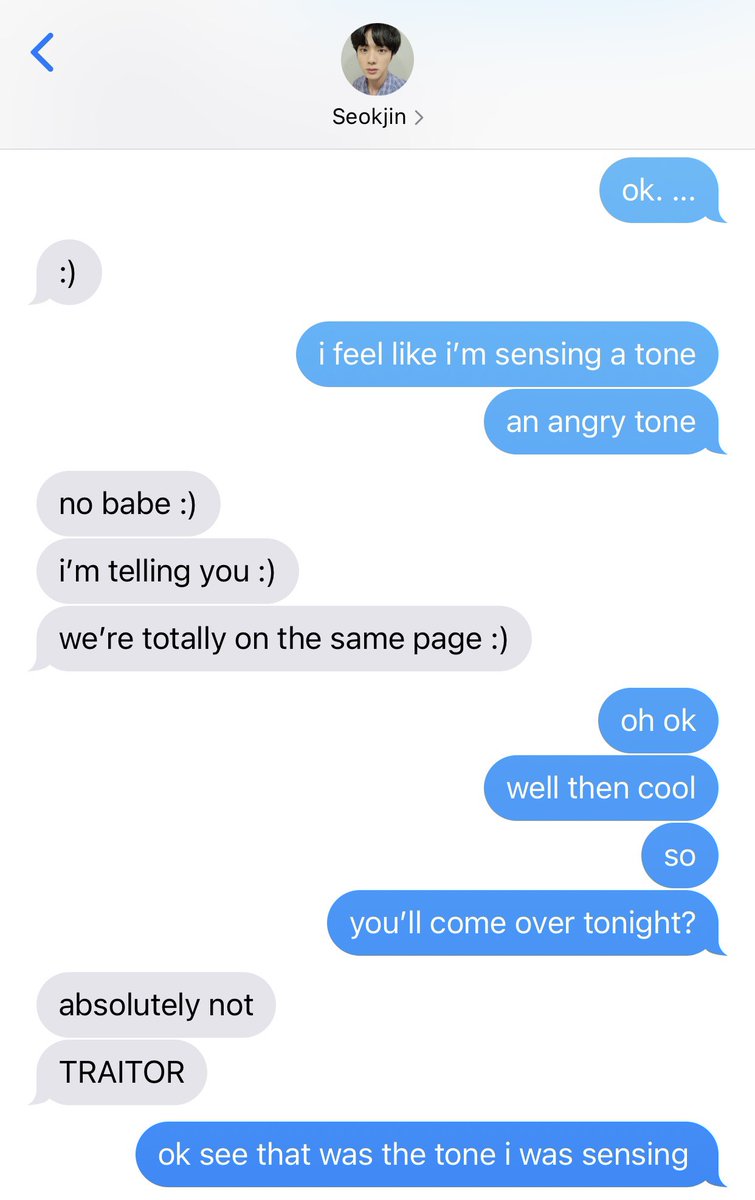 Seokjin
ok. ...
:)
i feel like i’m sensing a tone
an angry tone
no babe :)
i’m telling you :)
we’re totally on the same page :)
oh ok
well then cool
so
you’ll come over tonight?
absolutely not
TRAITOR
ok see that was the tone i was sensing